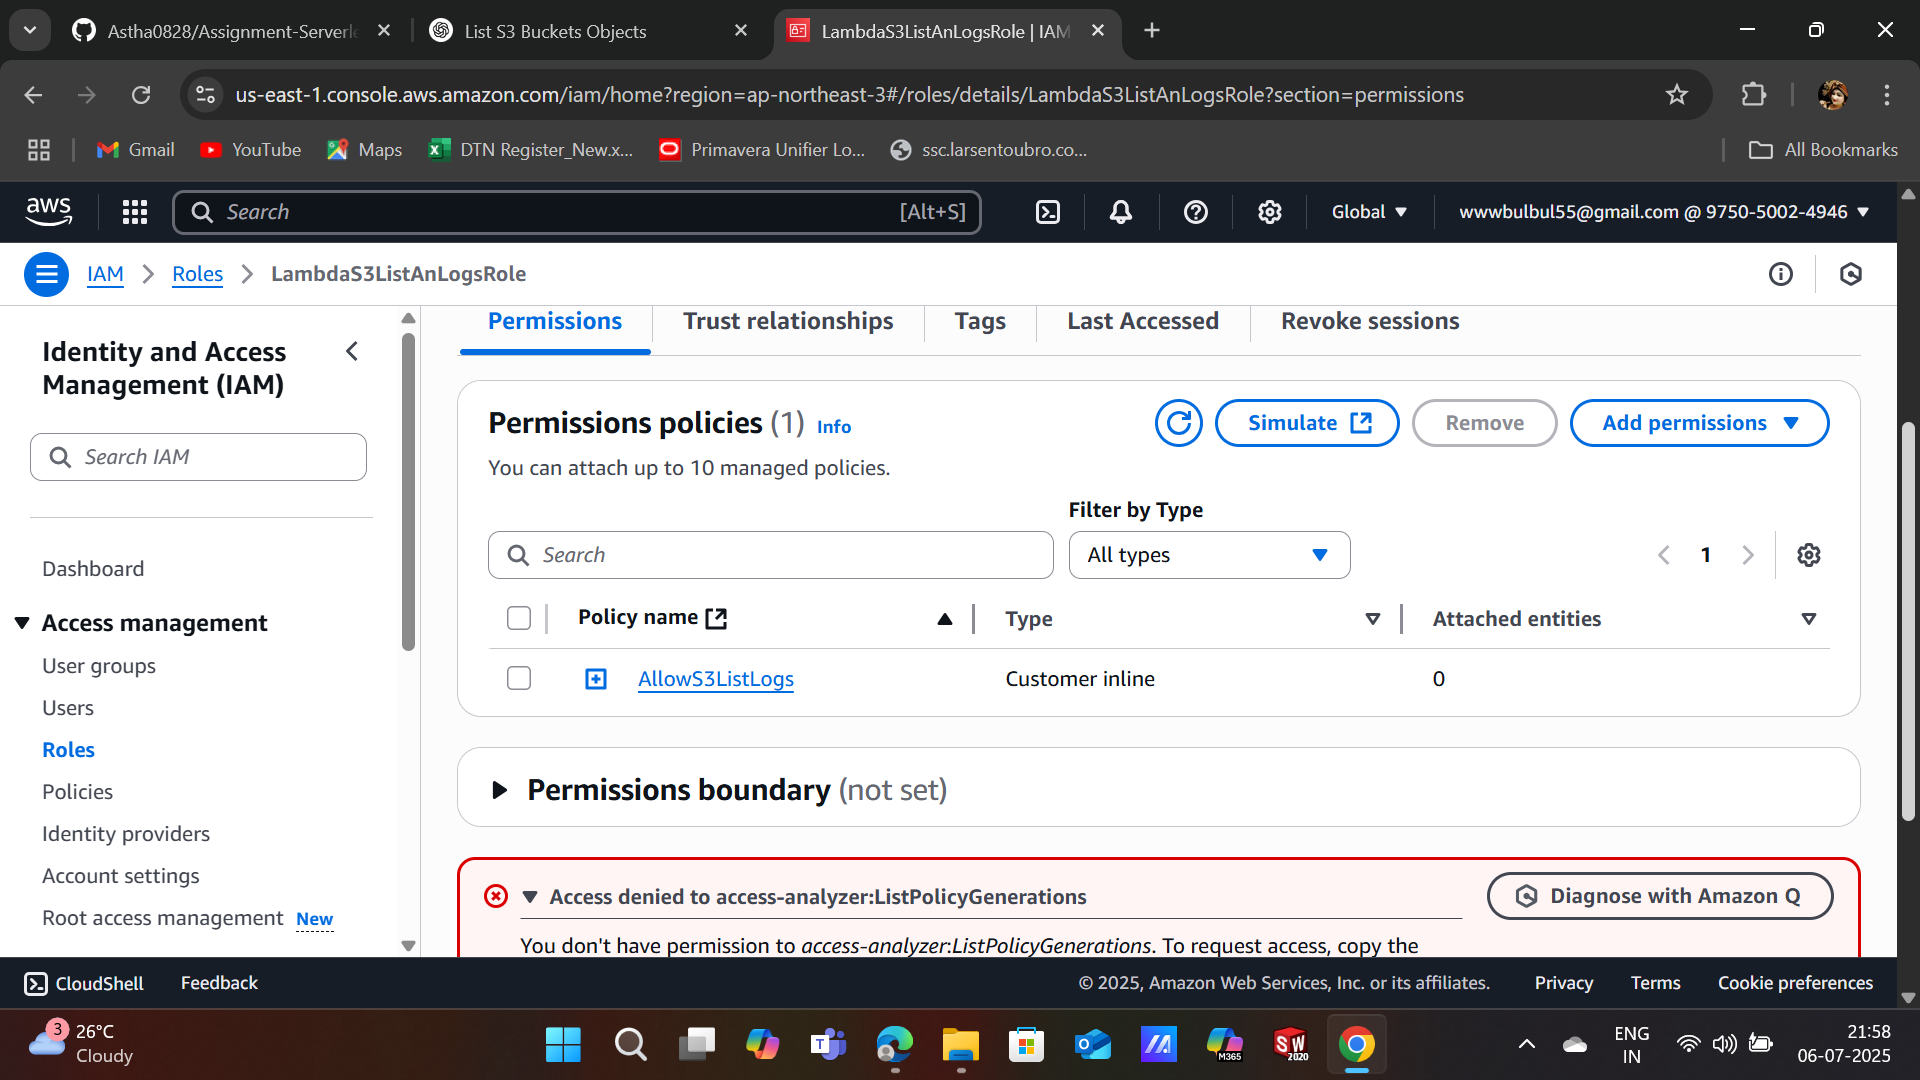 Astha0828/Assignment-Serverle
List S3 Buckets Objects
LambdaS3ListAnLogsRole | IAM
us-east-1.console.aws.amazon.com/iam/home?region=ap-northeast-3#/roles/details/LambdaS3ListAnLogsRole?section=permissions
Gmail
YouTube
Maps
DTN Register_New.x...
Primavera Unifier Lo...
ssc.larsentoubro.co...
All Bookmarks
aws
Search
[Alt+S]
Global
wwwbulbul55@gmail.com @ 9750-5002-4946
IAM
Roles
LambdaS3ListAnLogsRole
Identity and Access
Management (IAM)
Search IAM
Dashboard
Access management
User groups
Users
Roles
Policies
Identity providers
Account settings
Root access management New
Permissions
Trust relationships
Tags
Last Accessed
Revoke sessions
Permissions policies (1) Info
Simulate
Remove
Add permissions
You can attach up to 10 managed policies.
Filter by Type
Search
All types
1
Policy name
Type
Attached entities
AllowS3ListLogs
Customer inline
0
Permissions boundary (not set)
Access denied to access-analyzer:ListPolicyGenerations
Diagnose with Amazon Q
You don't have permission to access-analyzer:ListPolicyGenerations. To request access, copy the
CloudShell
Feedback
© 2025, Amazon Web Services, Inc. or its affiliates.
Privacy
Terms
Cookie preferences
3
26°C
Cloudy
M365
SW
2020
ENG
IN
21:58
06-07-2025